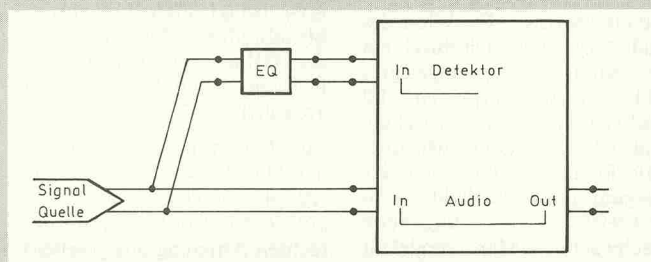 EQ
In Detektor
Signal
Quelle
In Audio Out